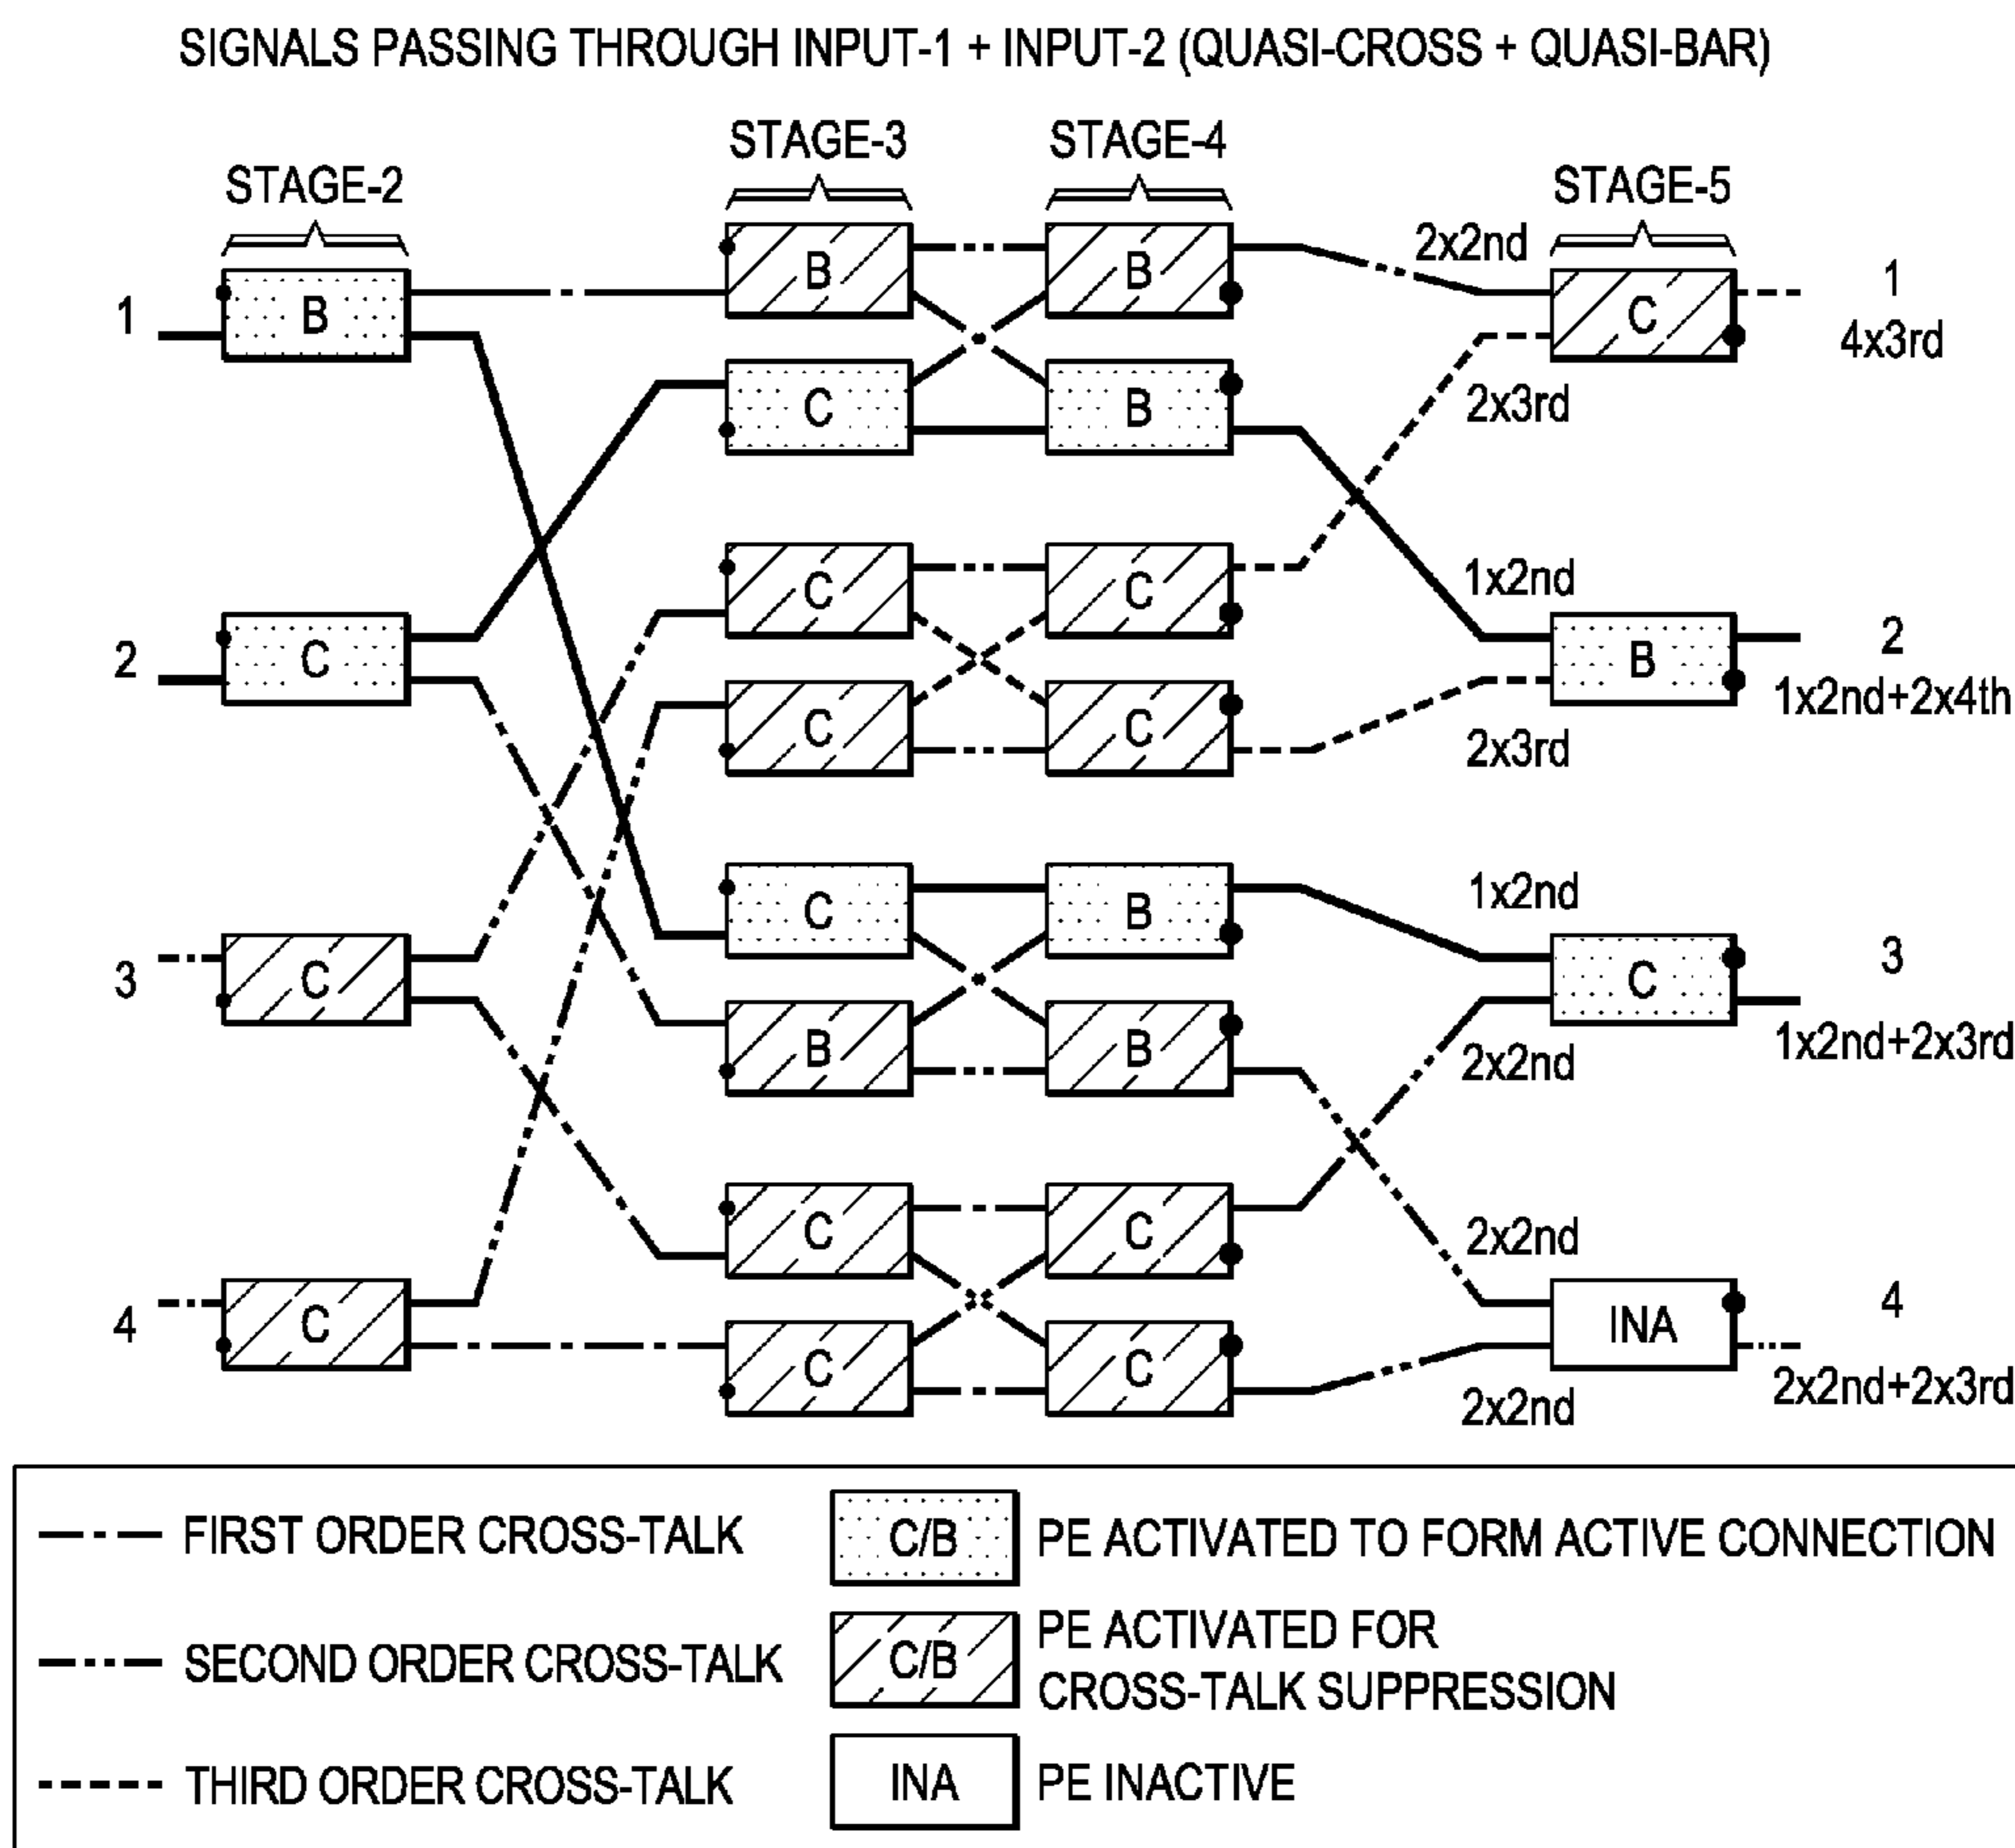 SIGNALS PASSING THROUGH INPUT-1 + INPUT-2 (QUASI-CROSS + QUASI-BAR)
STAGE-3 STAGE-4
STAGE-2 STAGE-5
2x2nd
B B
1 B C 1
4x3rd
C B 2x3rd
1x2nd
C C
2 C B 2
1x2nd+2x4th
C C 2x3rd
1x2nd
C B
3 C C 3
1x2nd+2x3rd
B B 2x2nd
C C 2x2nd
4 C INA 4
C C
2x2nd+2x3rd
2x2nd
FIRST ORDER CROSS-TALK C/B PE ACTIVATED TO FORM ACTIVE CONNECTION
SECOND ORDER CROSS-TALK C/B PE ACTIVATED FOR
CROSS-TALK SUPPRESSION
THIRD ORDER CROSS-TALK INA PE INACTIVE